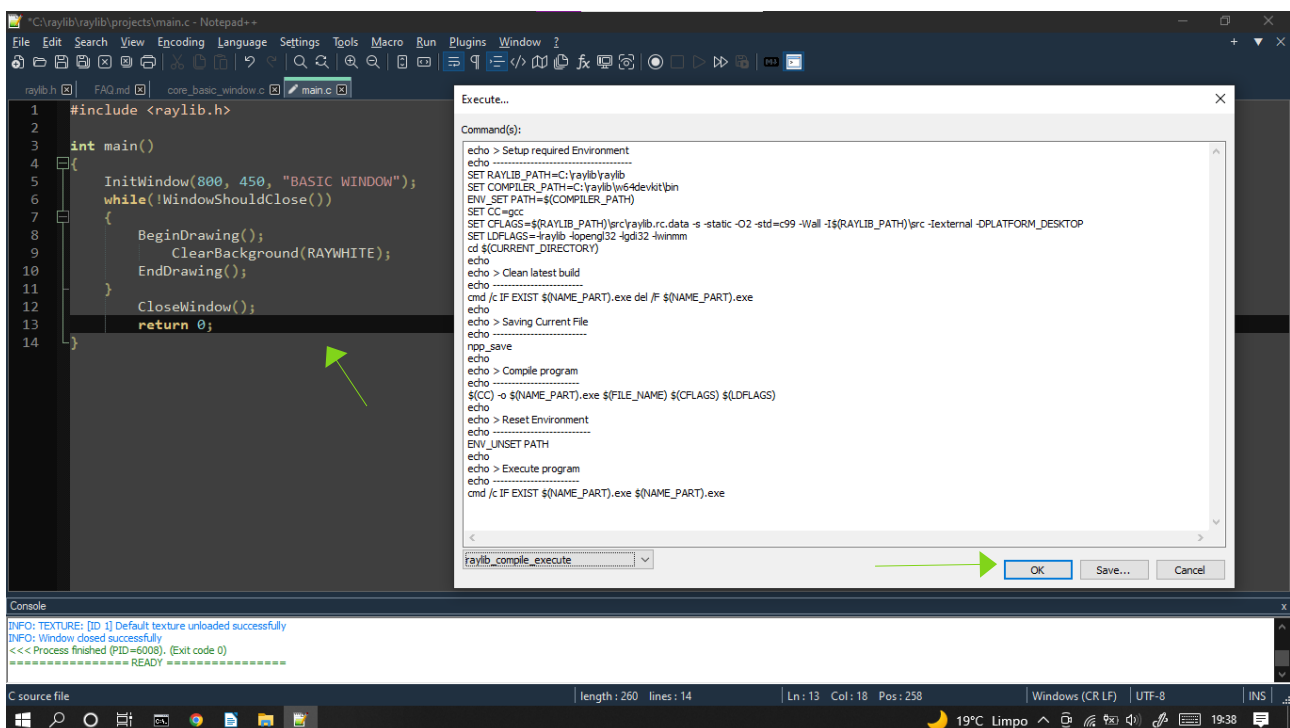 *C:\raylib\raylib\projects\main.c - Notepad++
File Edit Search View Encoding Language Settings Tools Macro Run Plugins Window ?
raylib.h FAQ.md core_basic_window.c main.c
1 #include <raylib.h>
2
3 int main()
4 {
5 InitWindow(800, 450, "BASIC WINDOW");
6 while(!WindowShouldClose())
7 {
8 BeginDrawing();
9 ClearBackground(RAYWHITE);
10 EndDrawing();
11 }
12 CloseWindow();
13 return 0;
14 }
Execute...
Command(s):
echo > Setup required Environment
echo -------------------------------------
SET RAYLIB_PATH=C:\raylib\raylib
SET COMPILER_PATH=C:\raylib\w64devkit\bin
ENV_SET PATH=$(COMPILER_PATH)
SET CC=gcc
SET CFLAGS=$(RAYLIB_PATH)\src\raylib.rc.data -s -static -O2 -std=c99 -Wall -I$(RAYLIB_PATH)\src -Iexternal -DPLATFORM_DESKTOP
SET LDFLAGS=-lraylib -lopengl32 -lgdi32 -lwinmm
cd $(CURRENT_DIRECTORY)
echo
echo > Clean latest build
echo ------------------------
cmd /c IF EXIST $(NAME_PART).exe del /F $(NAME_PART).exe
echo
echo > Saving Current File
echo -------------------------
npp_save
echo
echo > Compile program
echo -----------------------
$(CC) -o $(NAME_PART).exe $(FILE_NAME) $(CFLAGS) $(LDFLAGS)
echo
echo > Reset Environment
echo --------------------------
ENV_UNSET PATH
echo
echo > Execute program
echo -----------------------
cmd /c IF EXIST $(NAME_PART).exe $(NAME_PART).exe
raylib_compile_execute
OK Save... Cancel
Console
INFO: TEXTURE: [ID 1] Default texture unloaded successfully
INFO: Window closed successfully
<<< Process finished (PID=6008). (Exit code 0)
================ READY ================
C source file length : 260 lines : 14 Ln : 13 Col : 18 Pos : 258 Windows (CR LF) UTF-8 INS
19°C Limpo 19:38